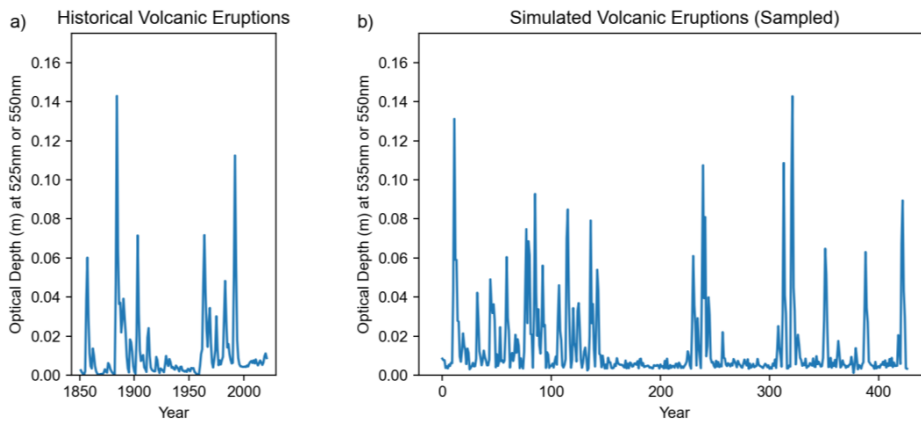 a) Historical Volcanic Eruptions
Optical Depth (m) at 525nm or 550nm
0.16
0.14
0.12
0.10
0.08
0.06
0.04
0.02
0.00
1850 1900 1950 2000
Year
b) Simulated Volcanic Eruptions (Sampled)
Optical Depth (m) at 535nm or 550nm
0.16
0.14
0.12
0.10
0.08
0.06
0.04
0.02
0.00
0 100 200 300 400
Year